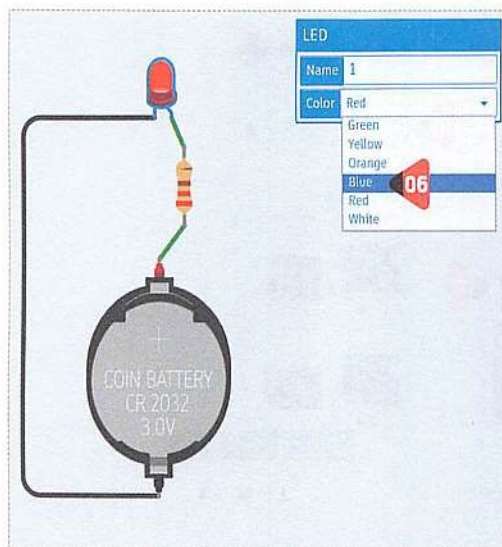 LED
Name 1
Color Red
Green
Yellow
Orange
Blue
06
Red
White
+
COIN BATTERY
CR 2032
3.0V